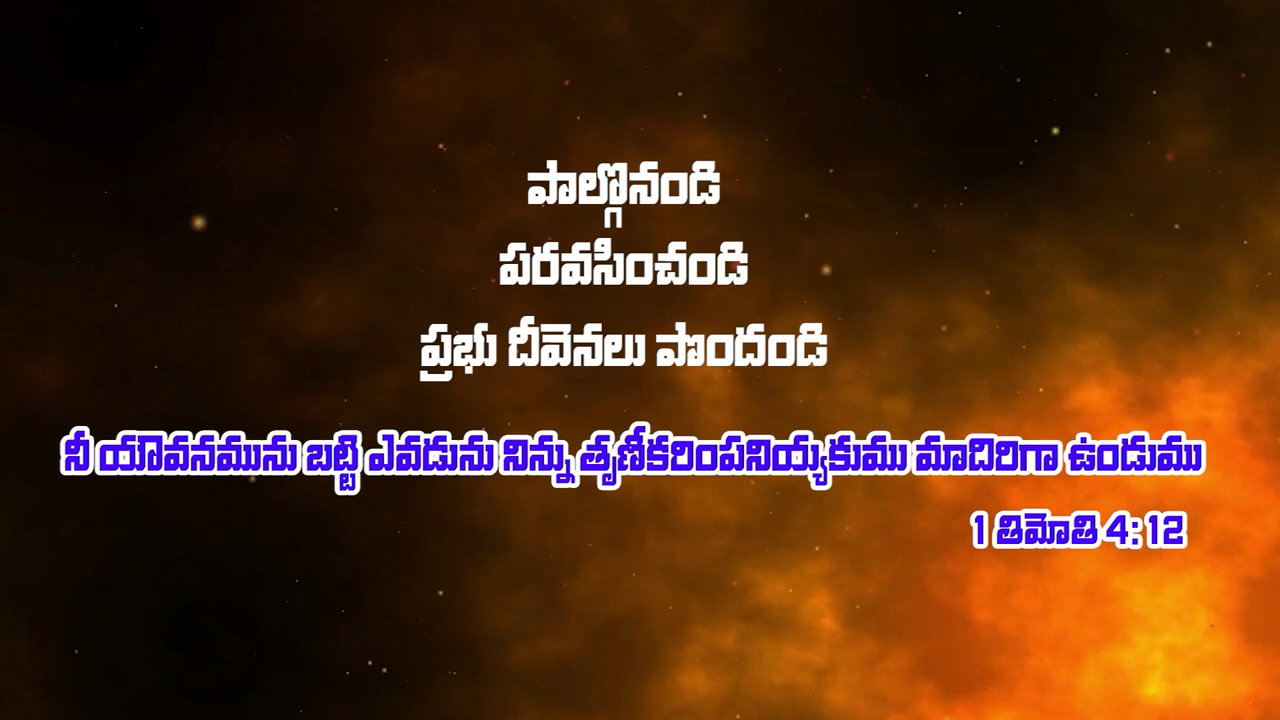 పాల్గొనండి
పరవసించండి
ప్రభు దీవెనలు పొందండి
నీ యౌవనమును బట్టి ఎవడును నిన్ను తృణీకరింపనియ్యకుము మాదిరిగా ఉండుము
1 తిమోతి 4: 12